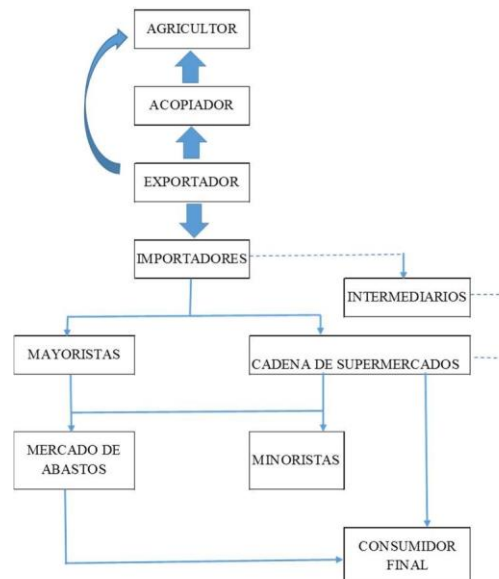 AGRICULTOR
ACOPIADOR
EXPORTADOR
IMPORTADORES
INTERMEDIARIOS
MAYORISTAS
CADENA DE SUPERMERCADOS
MERCADO DE
ABASTOS
MINORISTAS
CONSUMIDOR
FINAL